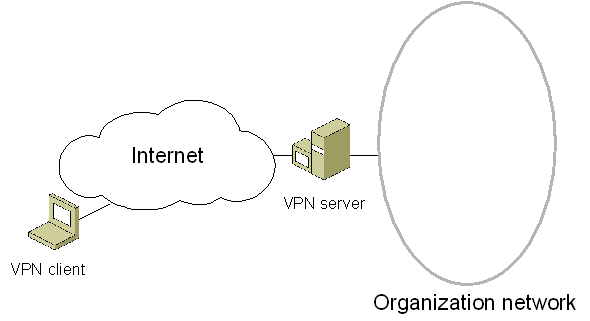 Internet
VPN server
VPN client
Organization network